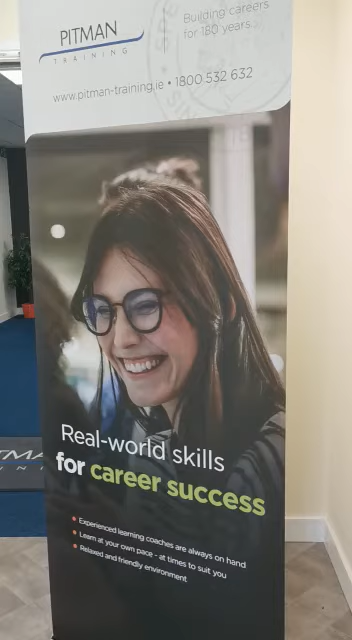 PITMAN
TRAINING
Building careers
for 180 years...
www.pitman-training.ie • 1800 532 632
Real-world skills
for career success
• Experienced learning coaches are always on hand
• Learn at your own pace - at times to suit you
• Relaxed and friendly environment